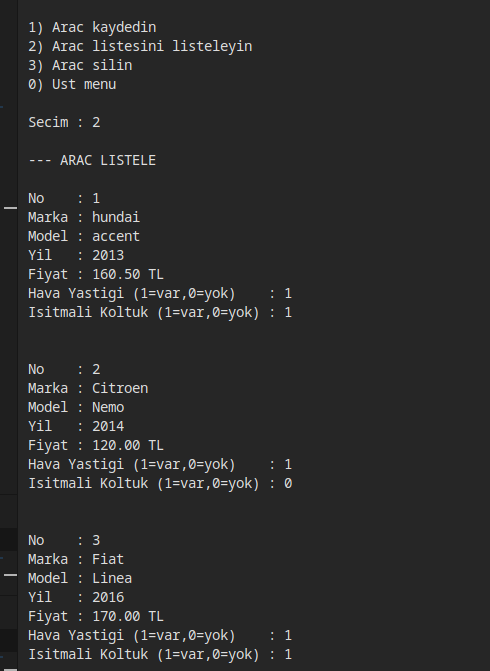 1) Arac kaydedin
2) Arac listesini listeleyin
3) Arac silin
0) Ust menu
Secim : 2
--- ARAC LISTELE
No    : 1
Marka : hundai
Model : accent
Yil   : 2013
Fiyat : 160.50 TL
Hava Yastigi (1=var,0=yok)    : 1
Isitmali Koltuk (1=var,0=yok) : 1
No    : 2
Marka : Citroen
Model : Nemo
Yil   : 2014
Fiyat : 120.00 TL
Hava Yastigi (1=var,0=yok)    : 1
Isitmali Koltuk (1=var,0=yok) : 0
No    : 3
Marka : Fiat
Model : Linea
Yil   : 2016
Fiyat : 170.00 TL
Hava Yastigi (1=var,0=yok)    : 1
Isitmali Koltuk (1=var,0=yok) : 1